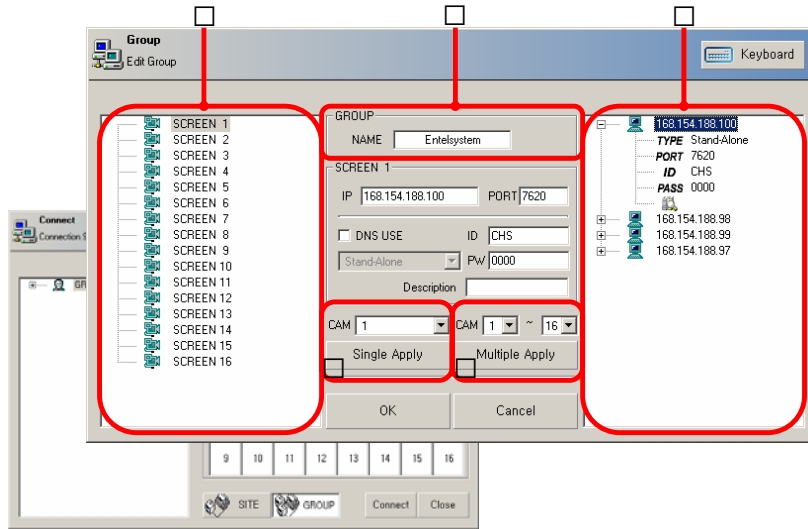 Group
Edit Group
Keyboard
SCREEN 1
SCREEN 2
SCREEN 3
SCREEN 4
SCREEN 5
SCREEN 6
SCREEN 7
SCREEN 8
SCREEN 9
SCREEN 10
SCREEN 11
SCREEN 12
SCREEN 13
SCREEN 14
SCREEN 15
SCREEN 16
GROUP
NAME Entelsystem
SCREEN 1
IP 168.154.188.100 PORT 7620
DNS USE ID CHS
Stand-Alone PW 0000
Description
CAM 1 CAM 1 ~ 16
Single Apply Multiple Apply
OK Cancel
168.154.188.100
TYPE Stand-Alone
PORT 7620
ID CHS
PASS 0000
168.154.188.98
168.154.188.99
168.154.188.97
Connect
9 10 11 12 13 14 15 16
SITE GROUP Connect Close